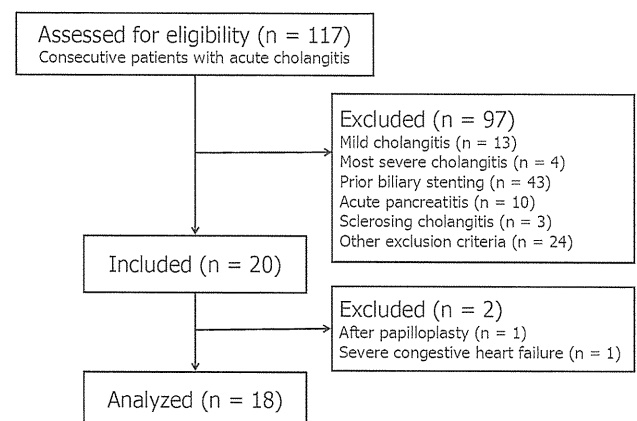 Assessed for eligibility (n = 117)
Consecutive patients with acute cholangitis
Excluded (n = 97)
Mild cholangitis (n = 13)
Most severe cholangitis (n = 4)
Prior biliary stenting (n = 43)
Acute pancreatitis (n = 10)
Sclerosing cholangitis (n = 3)
Other exclusion criteria (n = 24)
Included (n = 20)
Excluded (n = 2)
After papilloplasty (n = 1)
Severe congestive heart failure (n = 1)
Analyzed (n = 18)